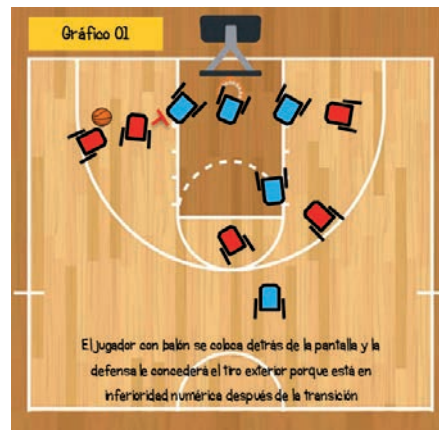 Gráfico 01
El jugador con balón se coloca detrás de la pantalla y la
defensa le concederá el tiro exterior porque está en
inferioridad numérica después de la transición